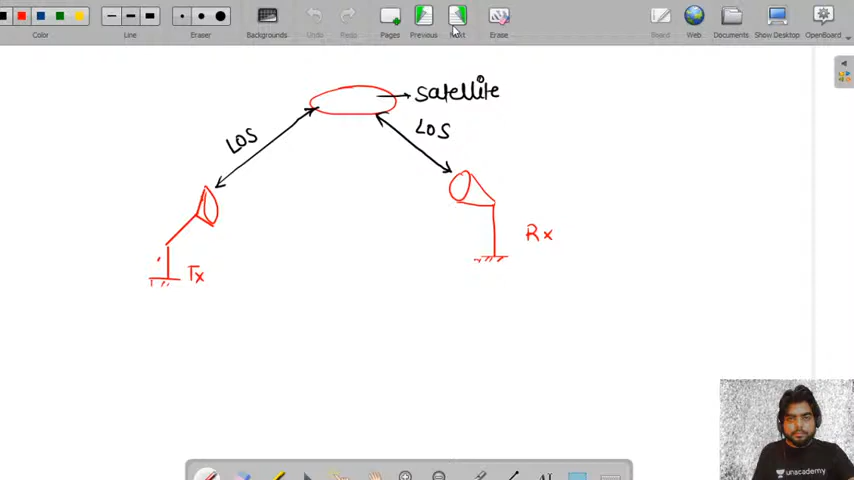 Color
Line
Eraser
Backgrounds
Undo
Redo
Pages
Previous
Next
Erase
Board
Web
Documents
Show Desktop
OpenBoard
Satellite
LOS
LOS
Rx
Tx
unacademy